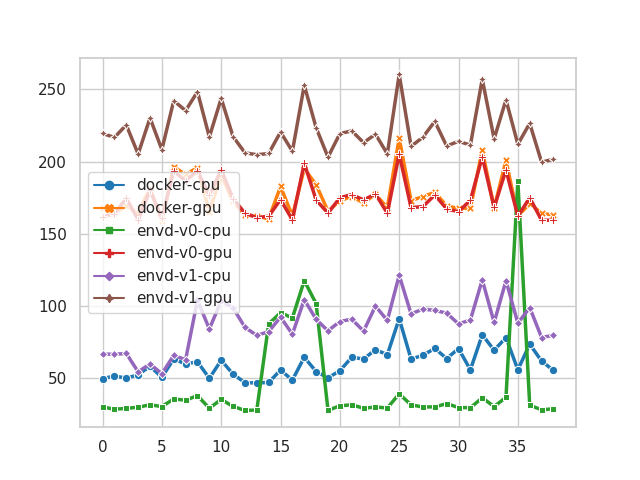 250
200
150
100
50
docker-cpu
docker-gpu
envd-v0-cpu
envd-v0-gpu
envd-v1-cpu
envd-v1-gpu
0 5 10 15 20 25 30 35